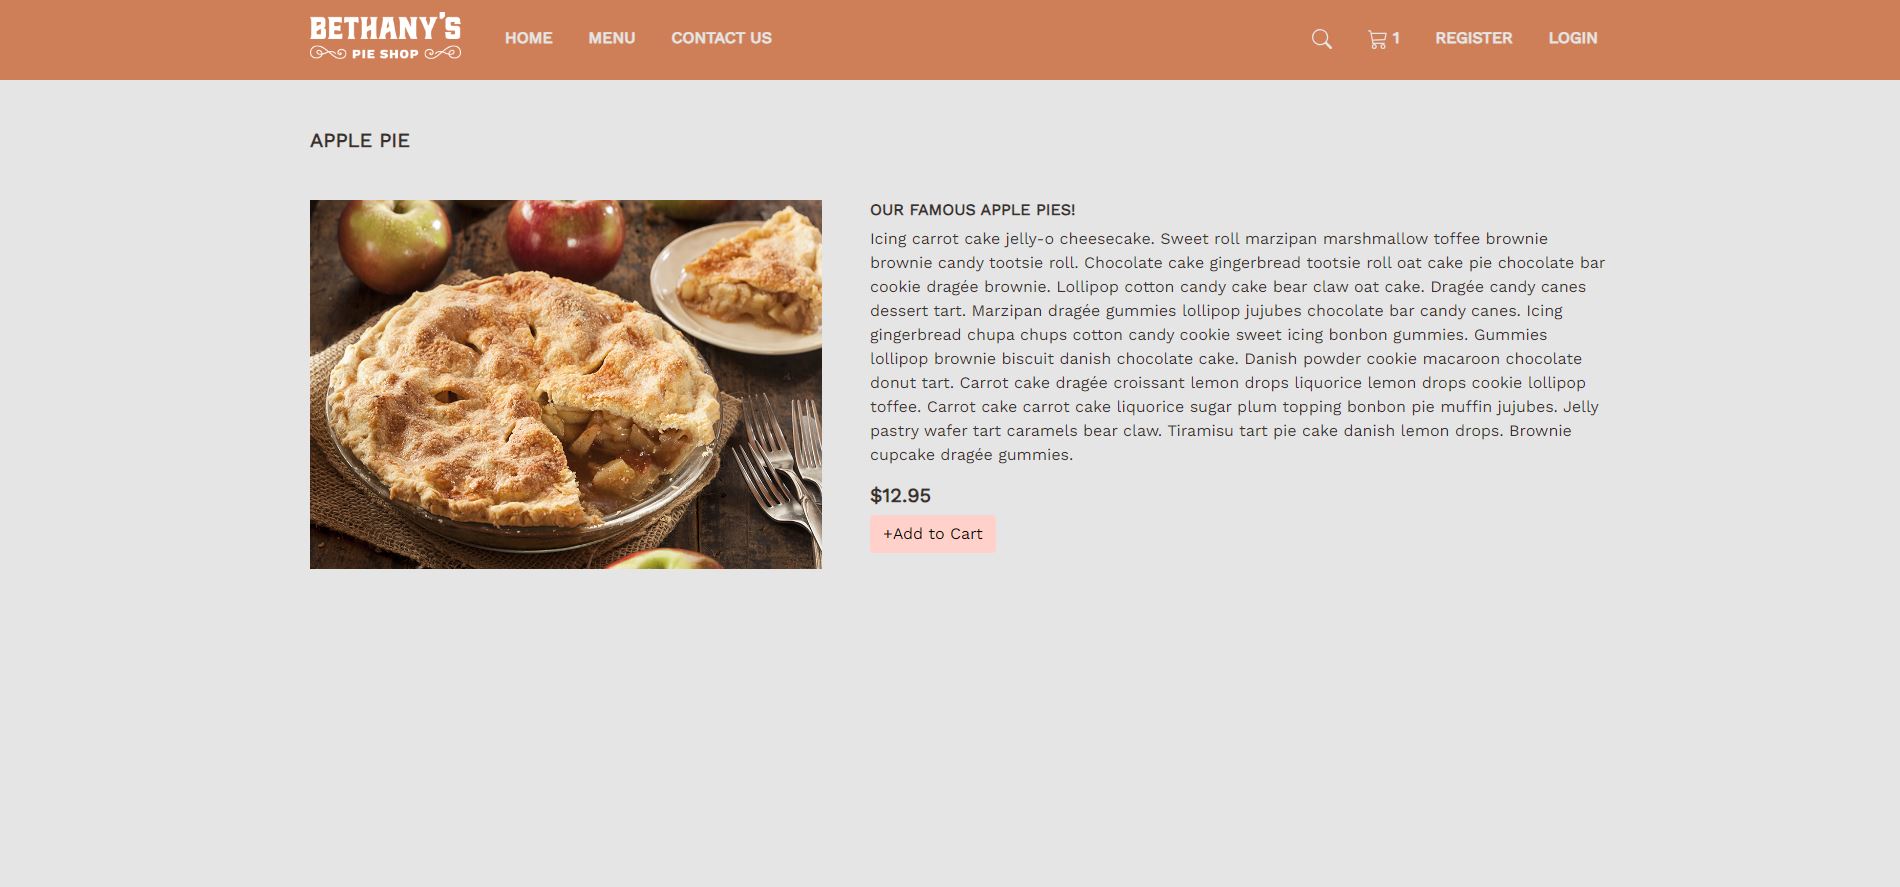 BETHANY'S
PIE SHOP
HOME MENU CONTACT US 1 REGISTER LOGIN
APPLE PIE
OUR FAMOUS APPLE PIES!
Icing carrot cake jelly-o cheesecake. Sweet roll marzipan marshmallow toffee brownie
brownie candy tootsie roll. Chocolate cake gingerbread tootsie roll oat cake pie chocolate bar
cookie dragée brownie. Lollipop cotton candy cake bear claw oat cake. Dragée candy canes
dessert tart. Marzipan dragée gummies lollipop jujubes chocolate bar candy canes. Icing
gingerbread chupa chups cotton candy cookie sweet icing bonbon gummies. Gummies
lollipop brownie biscuit danish chocolate cake. Danish powder cookie macaroon chocolate
donut tart. Carrot cake dragée croissant lemon drops liquorice lemon drops cookie lollipop
toffee. Carrot cake carrot cake liquorice sugar plum topping bonbon pie muffin jujubes. Jelly
pastry wafer tart caramels bear claw. Tiramisu tart pie cake danish lemon drops. Brownie
cupcake dragée gummies.
$12.95
+Add to Cart